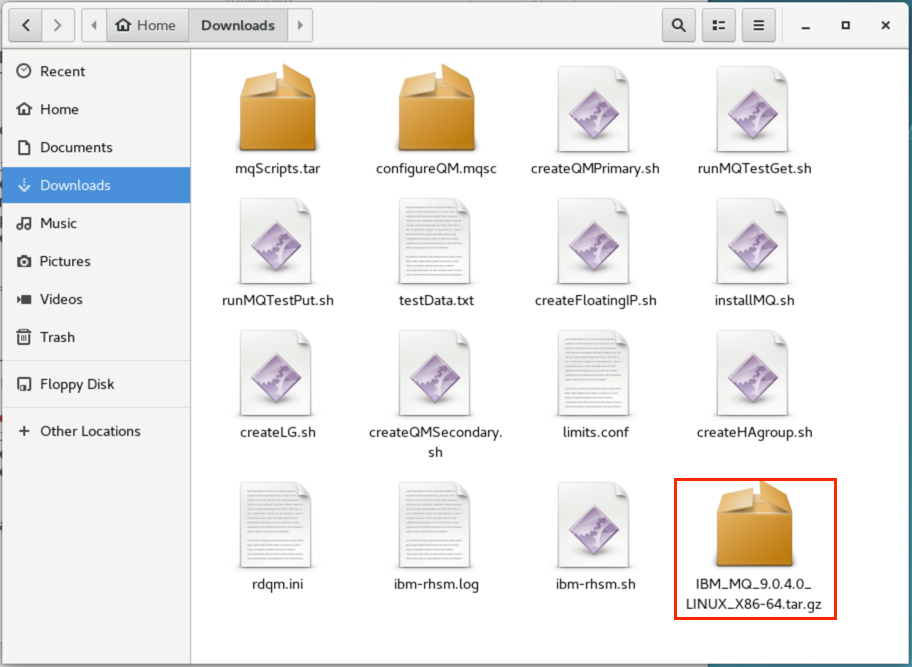 Home
Downloads
Recent
Home
Documents
Downloads
Music
Pictures
Videos
Trash
Floppy Disk
+ Other Locations
mqScripts.tar
configureQM.mqsc
createQMPrimary.sh
runMQTestGet.sh
runMQTestPut.sh
testData.txt
createFloatingIP.sh
installMQ.sh
createLG.sh
createQMSecondary.
sh
limits.conf
createHAgroup.sh
rdqm.ini
ibm-rhsm.log
ibm-rhsm.sh
IBM_MQ_9.0.4.0_
LINUX_X86-64.tar.gz